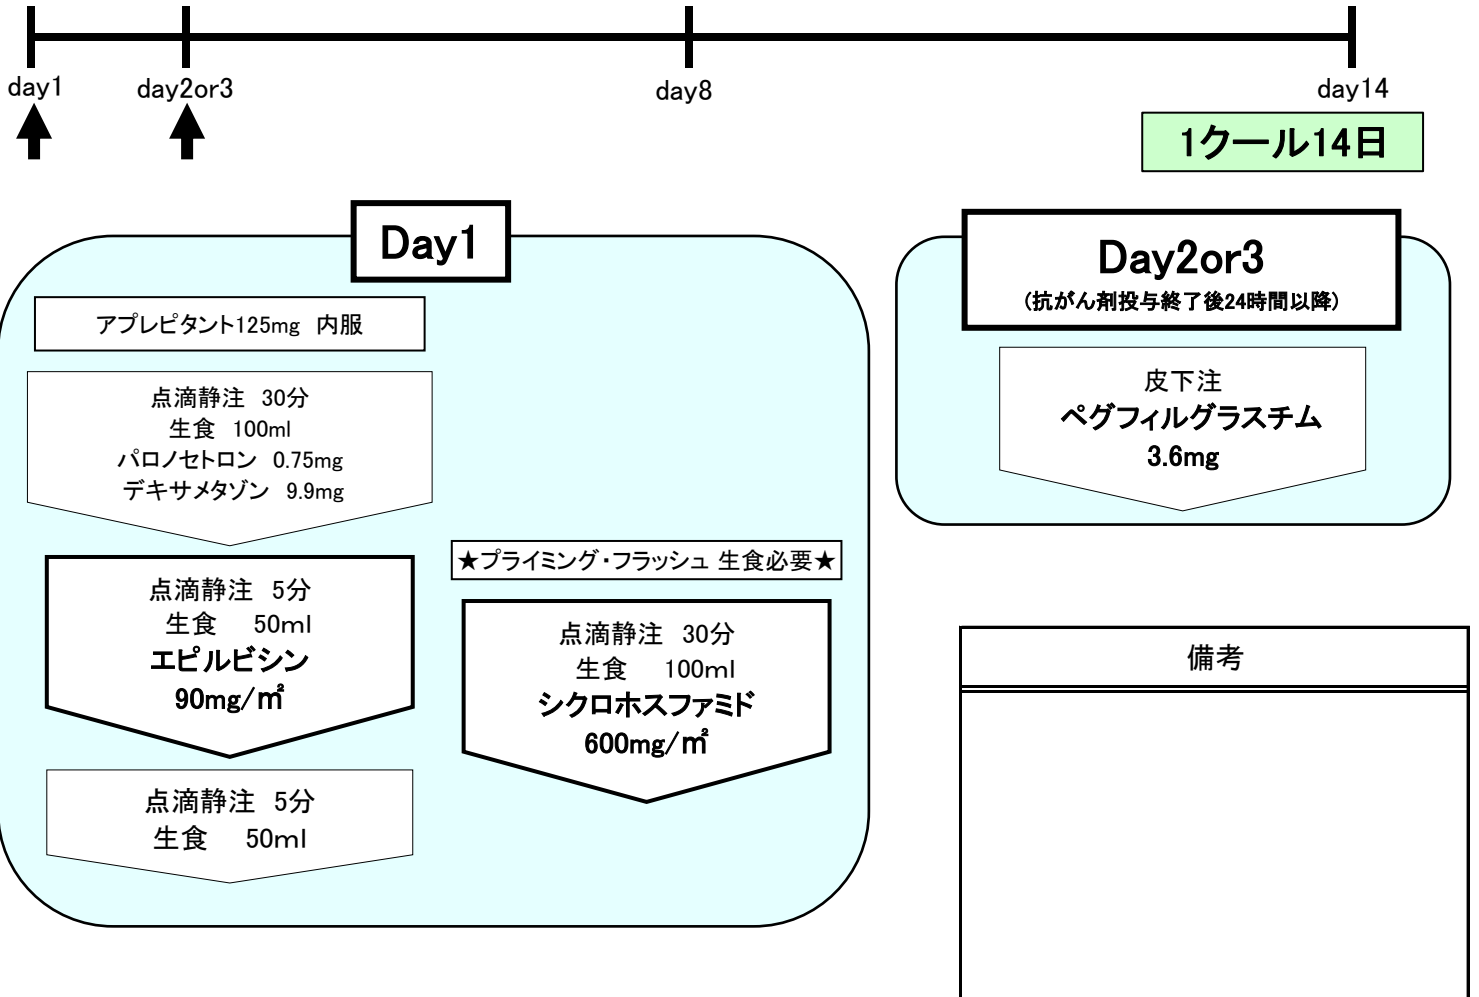 day1
day2or3
day8
day14
1クール14日
Day1
アプレピタント125mg 内服
点滴静注 30分
生食 100ml
パロノセトロン 0.75mg
デキサメタゾン 9.9mg
点滴静注 5分
生食 50ml
エピルビシン
90mg/㎡
点滴静注 5分
生食 50ml
★プライミング・フラッシュ 生食必要★
点滴静注 30分
生食 100ml
シクロホスファミド
600mg/㎡
Day2or3
(抗がん剤投与終了後24時間以降)
皮下注
ペグフィルグラスチム
3.6mg
備考